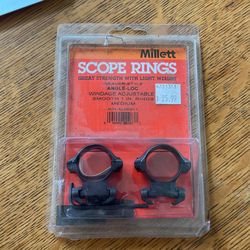 Millett
SCOPE RINGS
GREAT STRENGTH WITH LIGHT WEIGHT
ANGLE-LOC
WINDAGE ADJUSTABLE
SMOOTH 1 IN. RINGS
MEDIUM